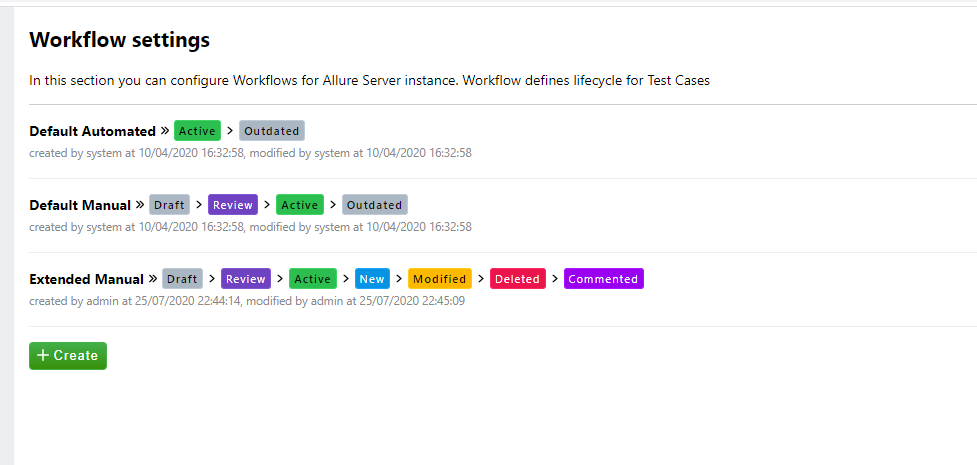 Workflow settings
In this section you can configure Workflows for Allure Server instance. Workflow defines lifecycle for Test Cases
Default Automated » Active > Outdated
created by system at 10/04/2020 16:32:58, modified by system at 10/04/2020 16:32:58
Default Manual » Draft > Review > Active > Outdated
created by system at 10/04/2020 16:32:58, modified by system at 10/04/2020 16:32:58
Extended Manual » Draft > Review > Active > New > Modified > Deleted > Commented
created by admin at 25/07/2020 22:44:14, modified by admin at 25/07/2020 22:45:09
+ Create